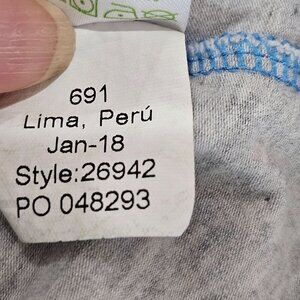 691
Lima, Perú
Jan-18
Style:26942
PO 048293